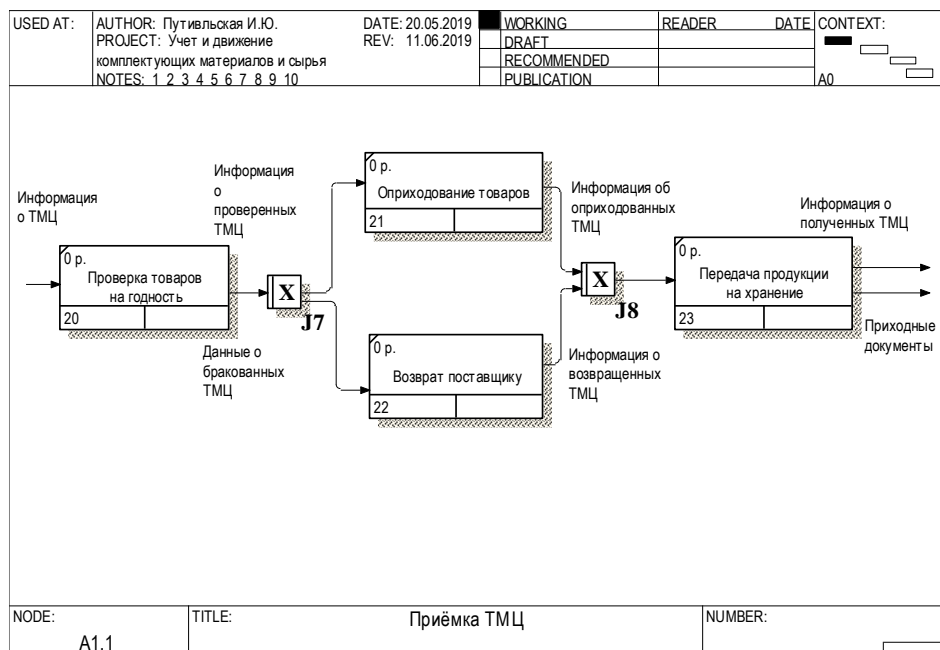 USED AT:
AUTHOR: Путивльская И.Ю.
DATE: 20.05.2019
PROJECT: Учет и движение
REV: 11.06.2019
комплектующих материалов и сырья
NOTES: 1 2 3 4 5 6 7 8 9 10
WORKING
DRAFT
RECOMMENDED
PUBLICATION
READER
DATE
CONTEXT:
A0
Информация
о ТМЦ
0 р.
Проверка товаров
на годность
20
Информация
о
проверенных
ТМЦ
X
J7
Данные о
бракованных
ТМЦ
0 р.
Оприходование товаров
21
0 р.
Возврат поставщику
22
Информация об
оприходованных
ТМЦ
X
J8
Информация о
возвращенных
ТМЦ
0 р.
Передача продукции
на хранение
23
Информация о
полученных ТМЦ
Приходные
документы
NODE:
A1.1
TITLE:
Приёмка ТМЦ
NUMBER: